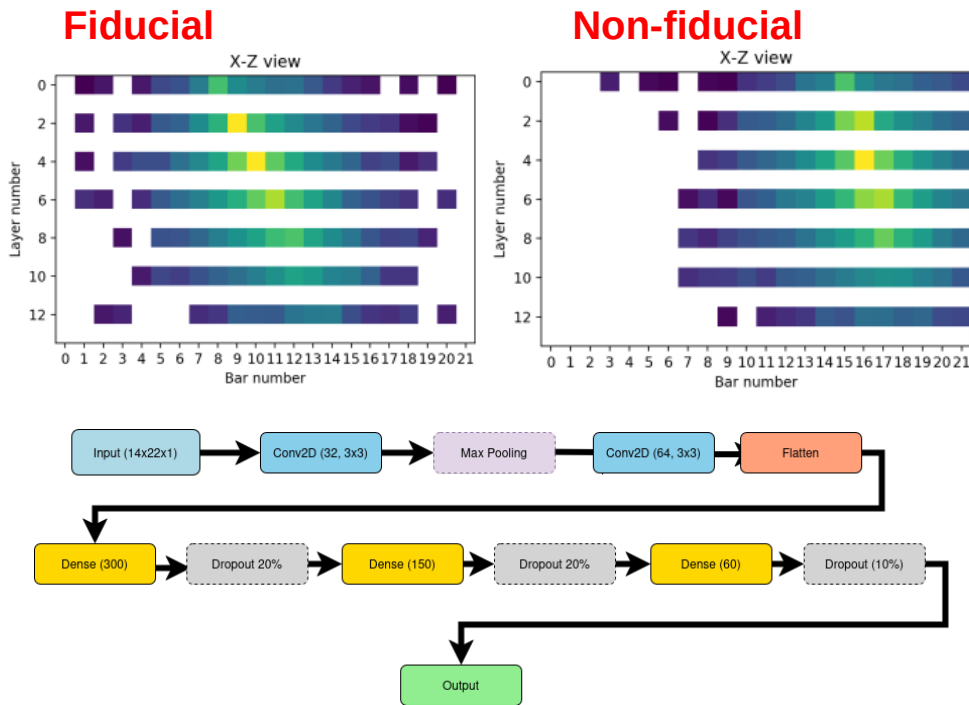 Fiducial
Non-fiducial
X-Z view
0
2
4
6
8
10
12
Layer number
0 1 2 3 4 5 6 7 8 9 10 11 12 13 14 15 16 17 18 19 20 21
Bar number
X-Z view
0
2
4
6
8
10
12
Layer number
0 1 2 3 4 5 6 7 8 9 10 11 12 13 14 15 16 17 18 19 20 21
Bar number
Input (14x22x1)
Conv2D (32, 3x3)
Max Pooling
Conv2D (64, 3x3)
Flatten
Dense (300)
Dropout 20%
Dense (150)
Dropout 20%
Dense (60)
Dropout (10%)
Output